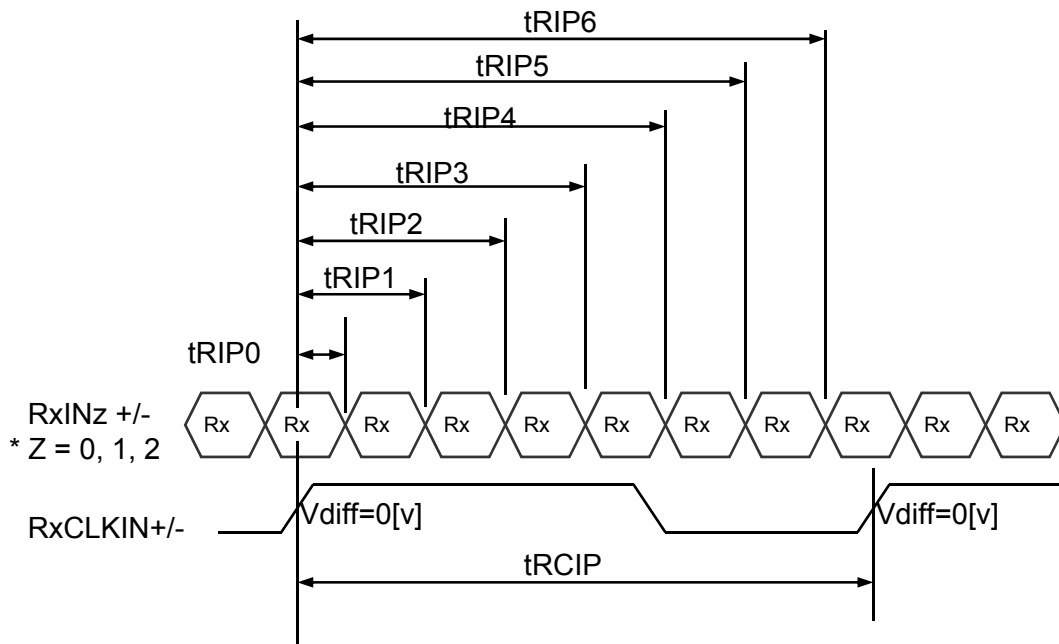 tRIP6
tRIP5
tRIP4
tRIP3
tRIP2
tRIP1
tRIP0
RxINz +/-
* Z = 0, 1, 2
Rx Rx Rx Rx Rx Rx Rx Rx Rx Rx Rx
RxCLKIN+/-
Vdiff=0[v] Vdiff=0[v]
tRCIP